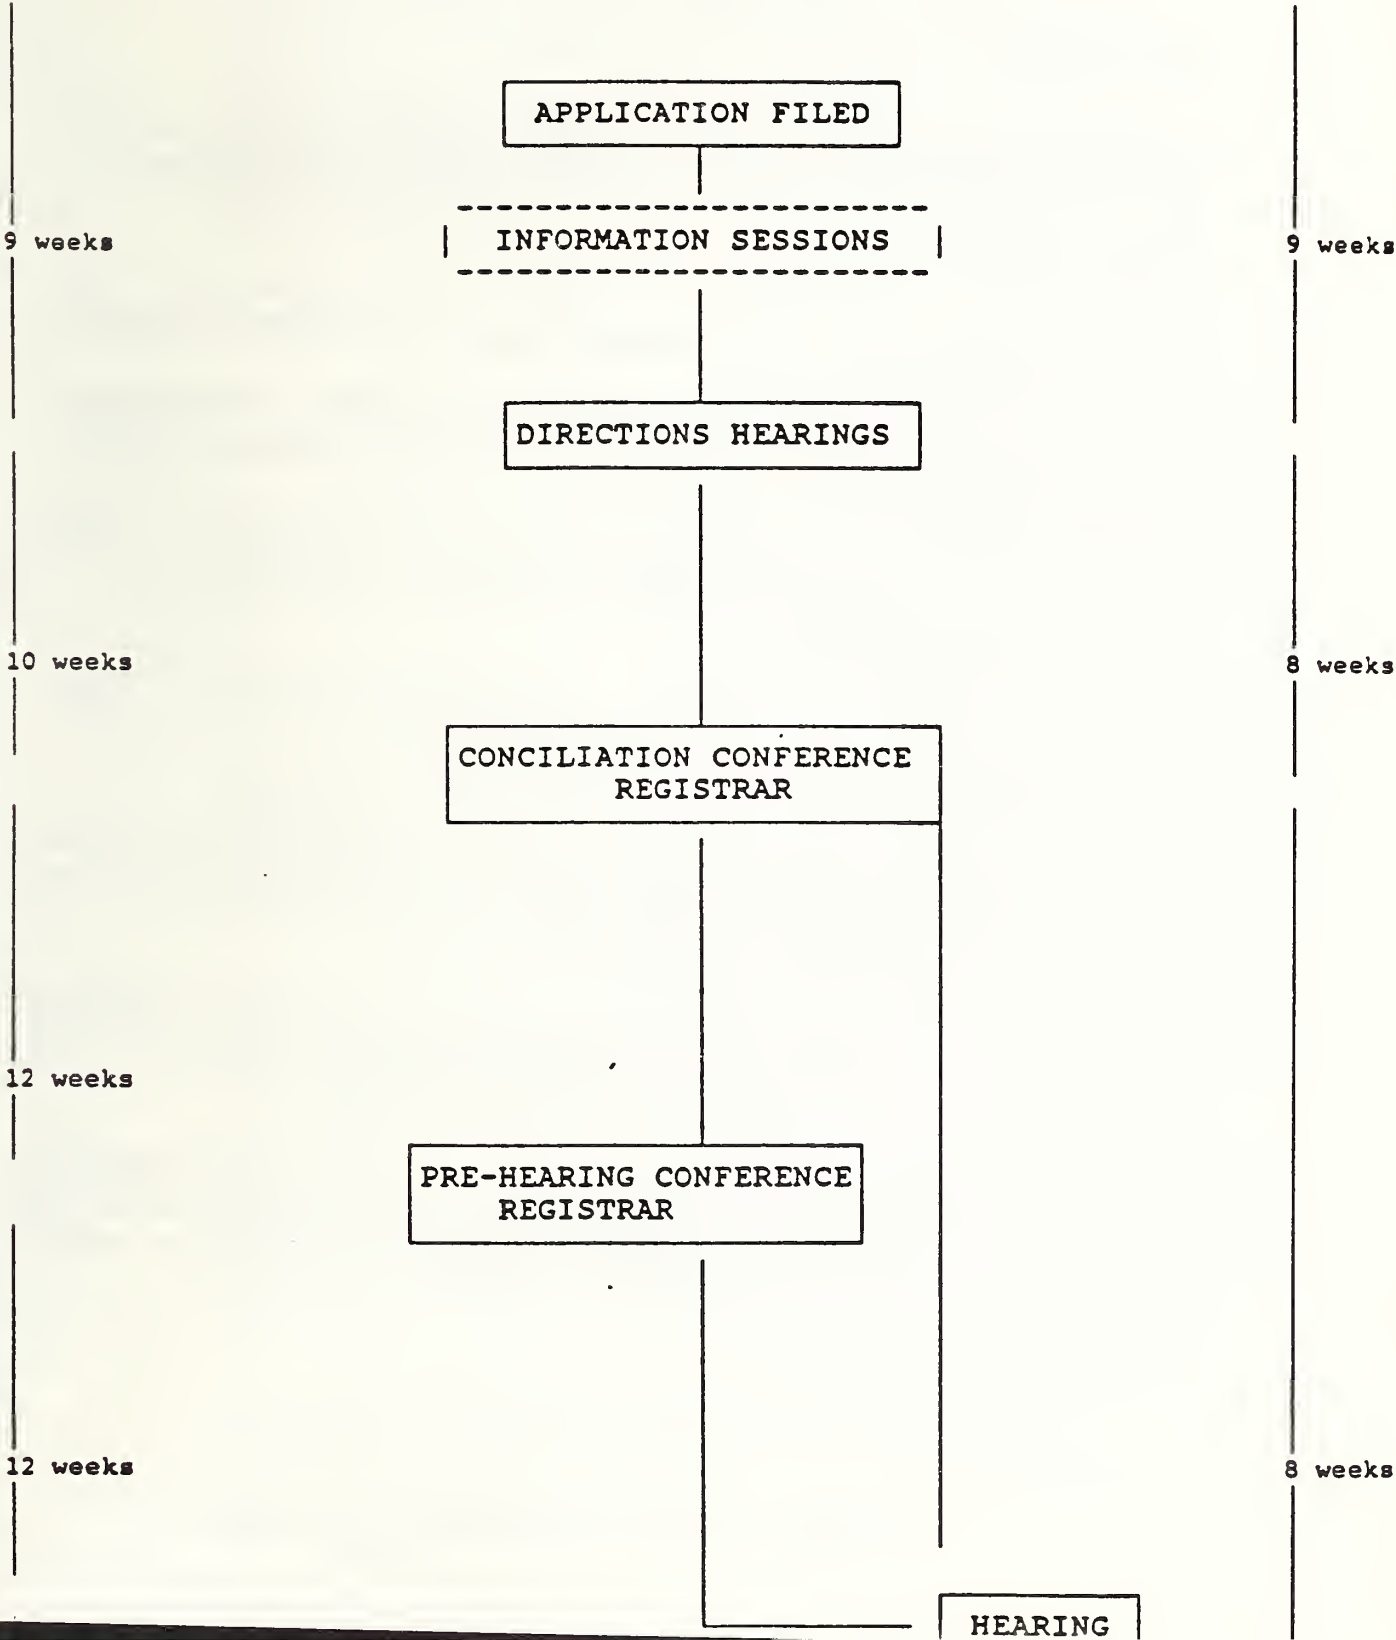 APPLICATION FILED
9 weeks
INFORMATION SESSIONS
9 weeks
DIRECTIONS HEARINGS
10 weeks
8 weeks
CONCILIATION CONFERENCE
REGISTRAR
12 weeks
PRE-HEARING CONFERENCE
REGISTRAR
12 weeks
8 weeks
HEARING